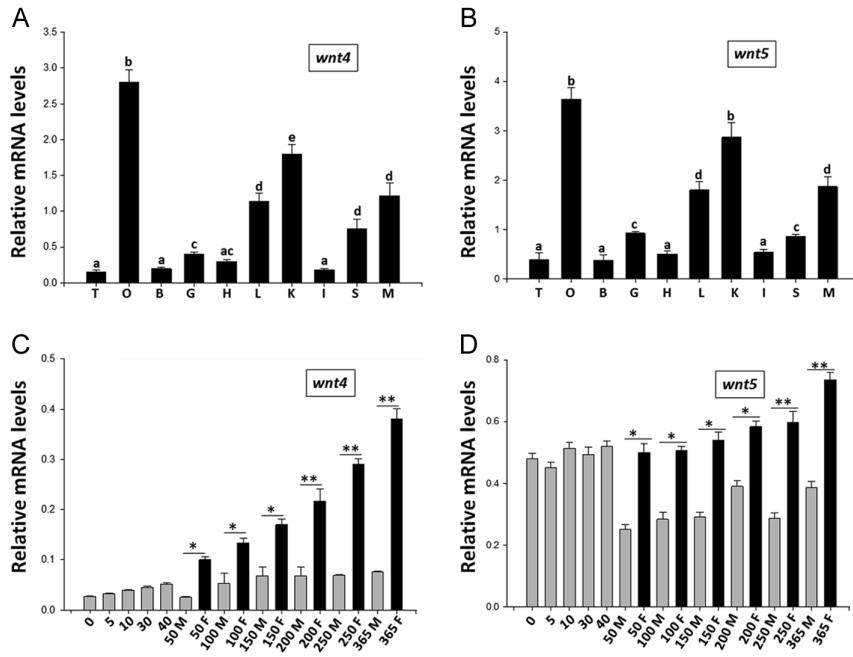 A
Relative mRNA levels
3.5
3.0
2.5
2.0
1.5
1.0
0.5
0.0
wnt4
a b a c ac d e a d d
T O B G H L K I S M
B
Relative mRNA levels
5
4
3
2
1
0
wnt5
a b a c a d b a c d
T O B G H L K I S M
C
Relative mRNA levels
0.5
0.4
0.3
0.2
0.1
0.0
wnt4
* * * ** ** **
0 5 10 30 40 50 M 50 F 100 M 100 F 150 M 150 F 200 M 200 F 250 M 250 F 365 M 365 F
D
Relative mRNA levels
0.8
0.6
0.4
0.2
0.0
wnt5
* * * * ** **
0 5 10 30 40 50 M 50 F 100 M 100 F 150 M 150 F 200 M 200 F 250 M 250 F 365 M 365 F